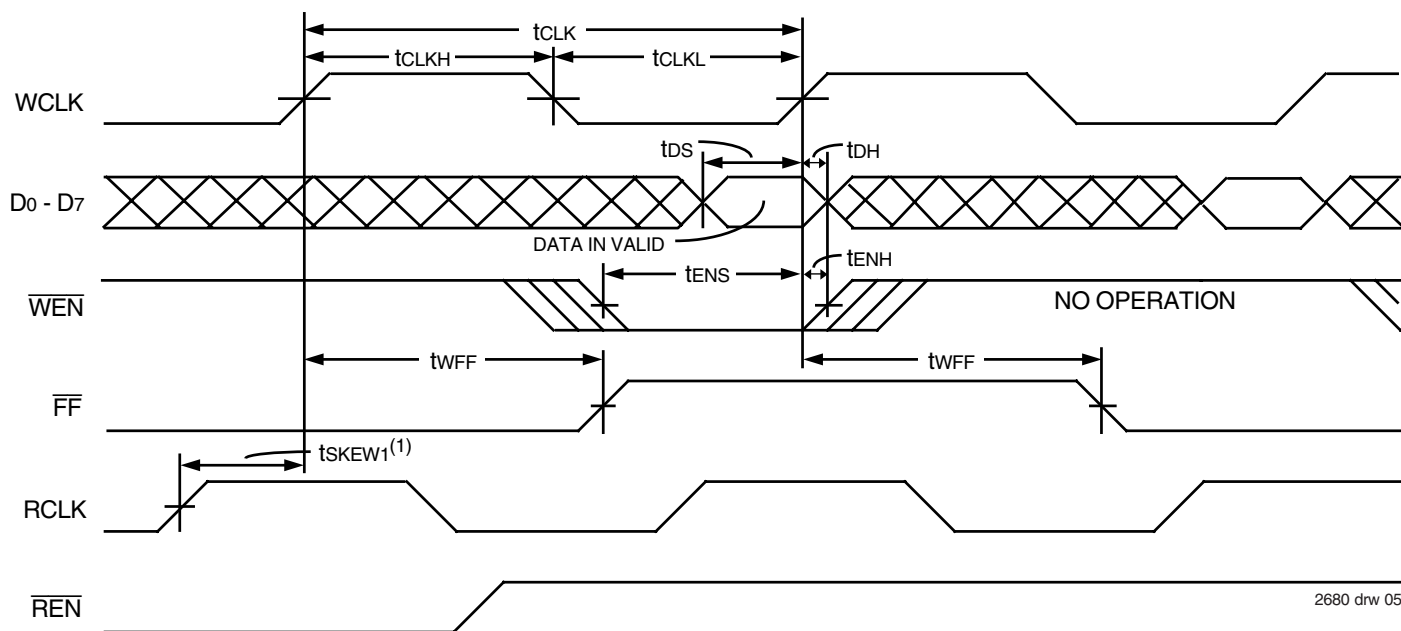 tCLK
tCLKH
tCLKL
WCLK
tDS
tDH
D0 - D7
DATA IN VALID
tENS
tENH
WEN
NO OPERATION
tWFF
tWFF
FF
tSKEW1(1)
RCLK
REN
2680 drw 05